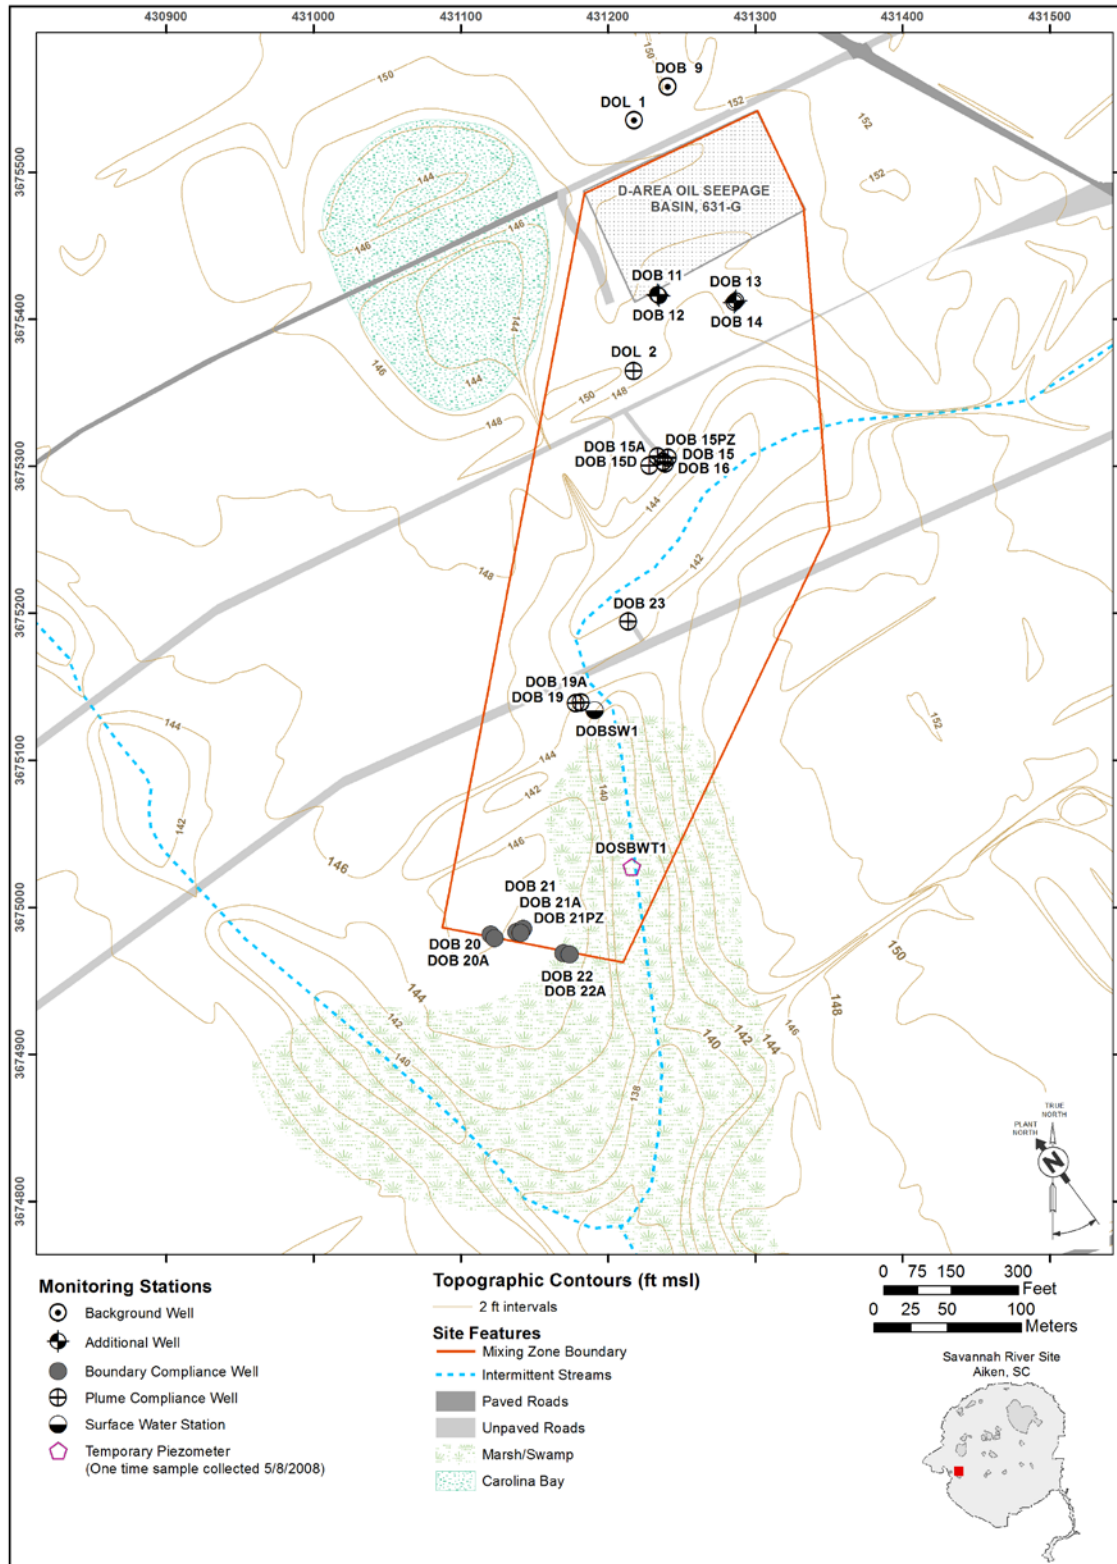 430900 431000 431100 431200 431300 431400 431500
150
DOB 9
150
DOL 1
152
152
3675500
144
D-AREA OIL SEEPAGE
BASIN, 631-G
152
146
DOB 11
DOB 13
DOB 12
DOB 14
3675400
144
146
144
DOL 2
150
148
148
DOB 15PZ
DOB 15A
DOB 15
DOB 15D
DOB 16
3675300
144
142
148
DOB 23
3675200
DOB 19A
DOB 19
152
144
DOBSW1
3675100
144
140
142
142
146
DOSBWT1
146
DOB 21
DOB 21A
DOB 21PZ
3675000
DOB 20
DOB 20A
150
DOB 22
DOB 22A
144
148
142
146
140
142
144
3674900
140
138
TRUE
NORTH
PLANT
NORTH
N
3674800
Monitoring Stations
Background Well
Additional Well
Boundary Compliance Well
Plume Compliance Well
Surface Water Station
Temporary Piezometer
(One time sample collected 5/8/2008)
Topographic Contours (ft msl)
2 ft intervals
Site Features
Mixing Zone Boundary
Intermittent Streams
Paved Roads
Unpaved Roads
Marsh/Swamp
Carolina Bay
0 75 150 300
Feet
0 25 50 100
Meters
Savannah River Site
Aiken, SC